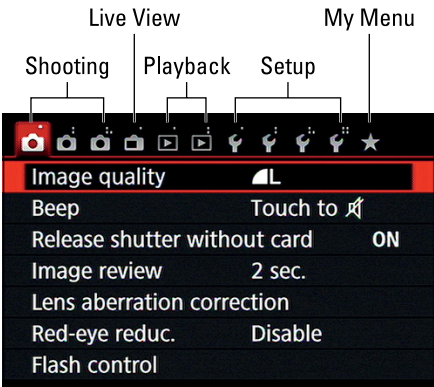 Live View
My Menu
Shooting
Playback
Setup
Image quality L
Beep Touch to
Release shutter without card ON
Image review 2 sec.
Lens aberration correction
Red-eye reduc. Disable
Flash control